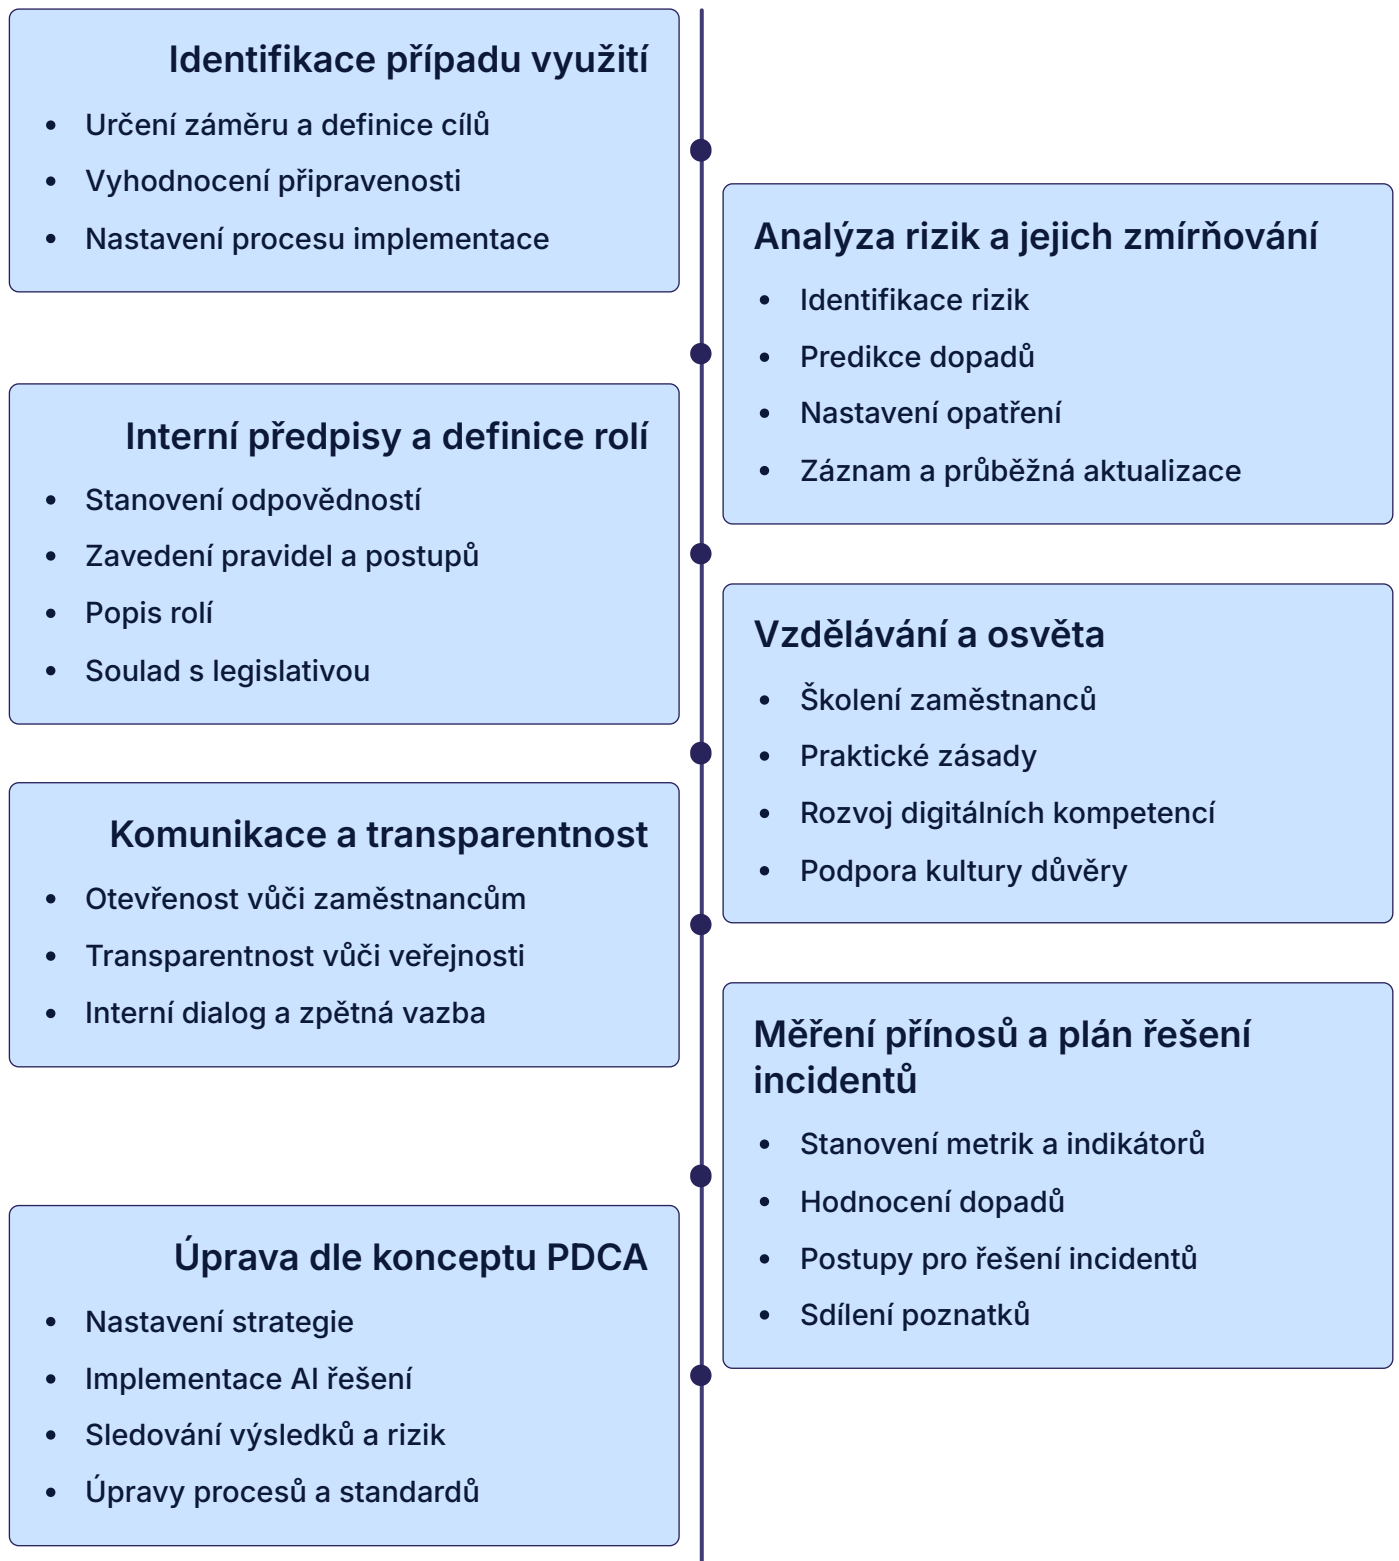 Identifikace případu využití
• Určení záměru a definice cílů
• Vyhodnocení připravenosti
• Nastavení procesu implementace
Analýza rizik a jejich zmírňování
• Identifikace rizik
• Predikce dopadů
• Nastavení opatření
• Záznam a průběžná aktualizace
Interní předpisy a definice rolí
• Stanovení odpovědností
• Zavedení pravidel a postupů
• Popis rolí
• Soulad s legislativou
Vzdělávání a osvěta
• Školení zaměstnanců
• Praktické zásady
• Rozvoj digitálních kompetencí
• Podpora kultury důvěry
Komunikace a transparentnost
• Otevřenost vůči zaměstnancům
• Transparentnost vůči veřejnosti
• Interní dialog a zpětná vazba
Měření přínosů a plán řešení
incidentů
• Stanovení metrik a indikátorů
• Hodnocení dopadů
• Postupy pro řešení incidentů
• Sdílení poznatků
Úprava dle konceptu PDCA
• Nastavení strategie
• Implementace AI řešení
• Sledování výsledků a rizik
• Úpravy procesů a standardů